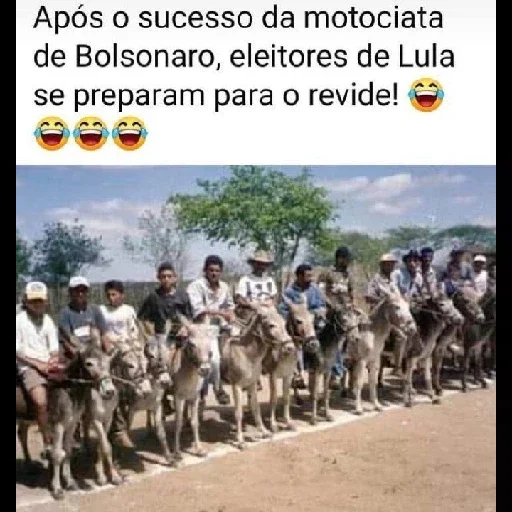 Após o sucesso da motociata
de Bolsonaro, eleitores de Lula
se preparam para o revide! 😂
😂😂😂